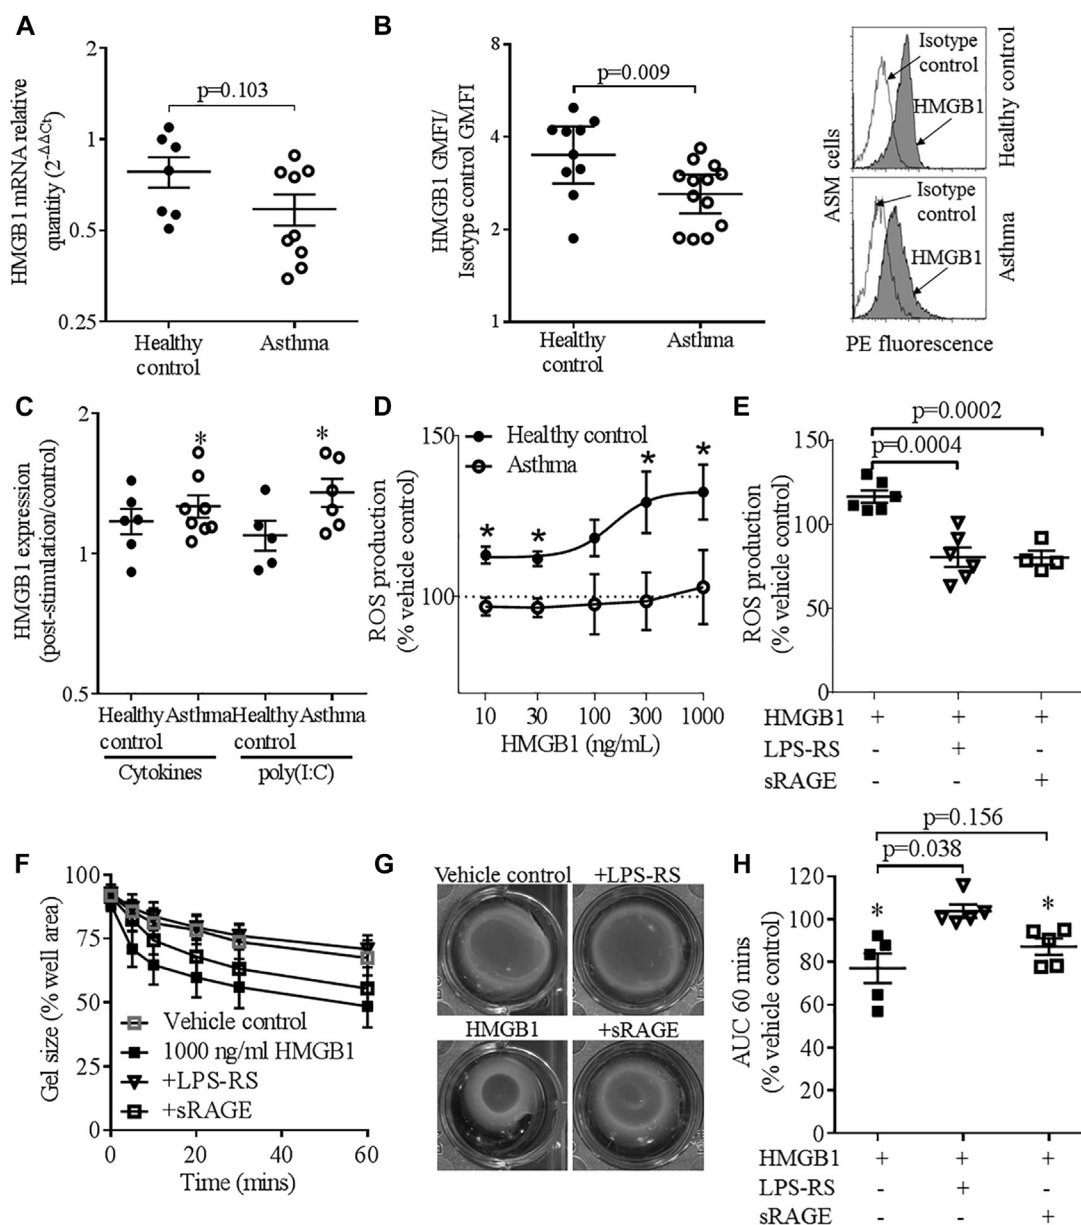 A
HMGB1 mRNA relative
quantity (2^-ΔΔCt)
2
1
0.5
0.25
p=0.103
Healthy
control
Asthma
B
HMGB1 GMFI/
Isotype control GMFI
8
4
2
1
p=0.009
Healthy
control
Asthma
ASM cells
Isotype
control
HMGB1
Healthy control
Isotype
control
HMGB1
Asthma
PE fluorescence
C
HMGB1 expression
(post-stimulation/control)
2
1
0.5
*
*
Healthy
control
Asthma
Healthy
control
Asthma
Cytokines
poly(I:C)
D
ROS production
(% vehicle control)
150
100
Healthy control
Asthma
*
*
*
*
10
30
100
300
1000
HMGB1 (ng/mL)
E
ROS production
(% vehicle control)
150
100
50
0
p=0.0002
p=0.0004
HMGB1 + + +
LPS-RS - + -
sRAGE - - +
F
Gel size (% well area)
100
75
50
25
0
Vehicle control
1000 ng/ml HMGB1
+LPS-RS
+sRAGE
0
20
40
60
Time (mins)
G
Vehicle control
+LPS-RS
HMGB1
+sRAGE
H
AUC 60 mins
(% vehicle control)
120
100
80
60
40
20
0
p=0.156
p=0.038
*
*
HMGB1 + + +
LPS-RS - + -
sRAGE - - +